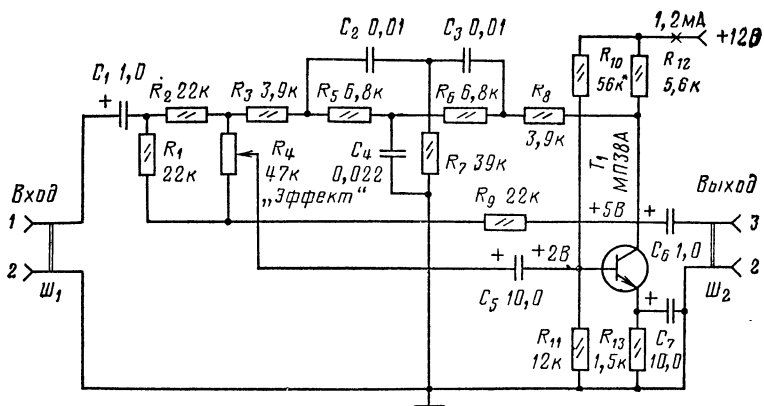 C₂ 0,01
C₃ 0,01
1,2мА
+12В
C₁ 1,0
+
R₂ 22к
R₃ 3,9к
R₅ 6,8к
R₆ 6,8к
R₈
3,9к
R₁₀
56к*
R₁₂
5,6к
R₁
22к
R₄
47к
„Эффект“
C₄
0,022
R₇ 39к
T₁
МП38А
R₉ 22к
+5В
+
C₆ 1,0
Вход
1
2
Ш₁
Выход
3
2
Ш₂
+
C₅ 10,0
+2В
+
C₇
10,0
R₁₁
12к
R₁₃
1,5к